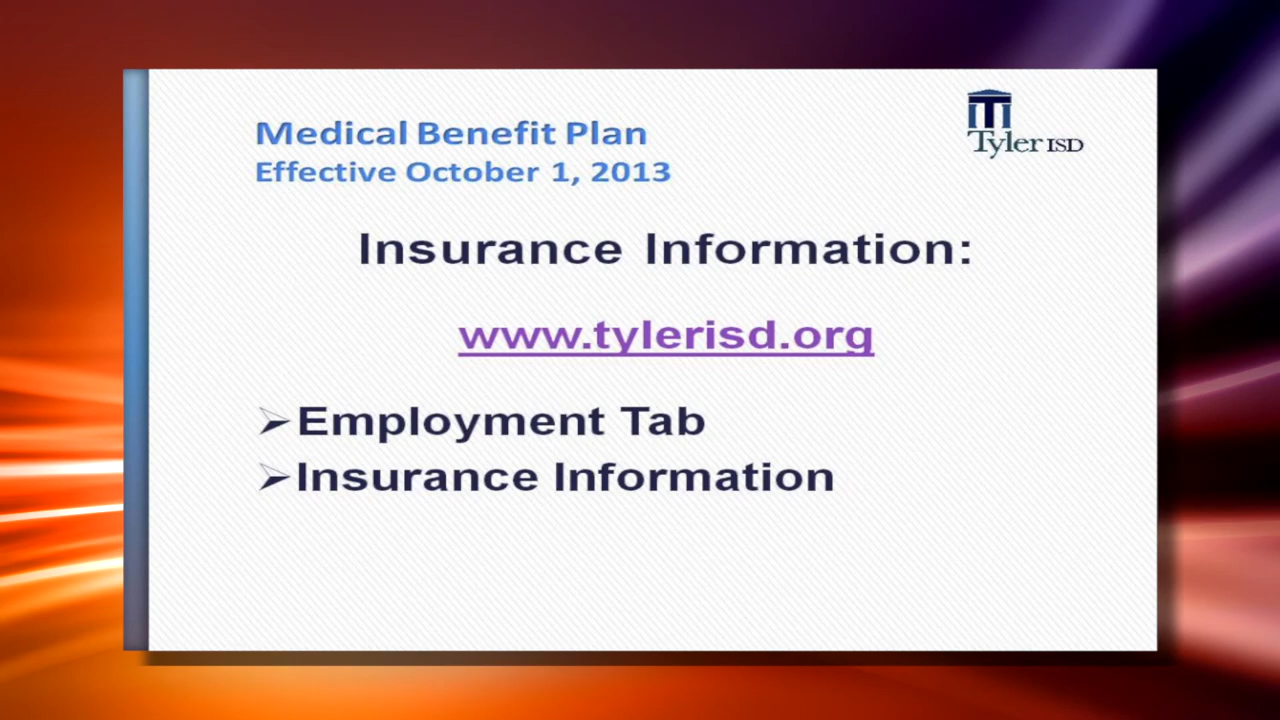 Medical Benefit Plan
Effective October 1, 2013
Tyler ISD
Insurance Information:
www.tylerisd.org
➢Employment Tab
➢Insurance Information